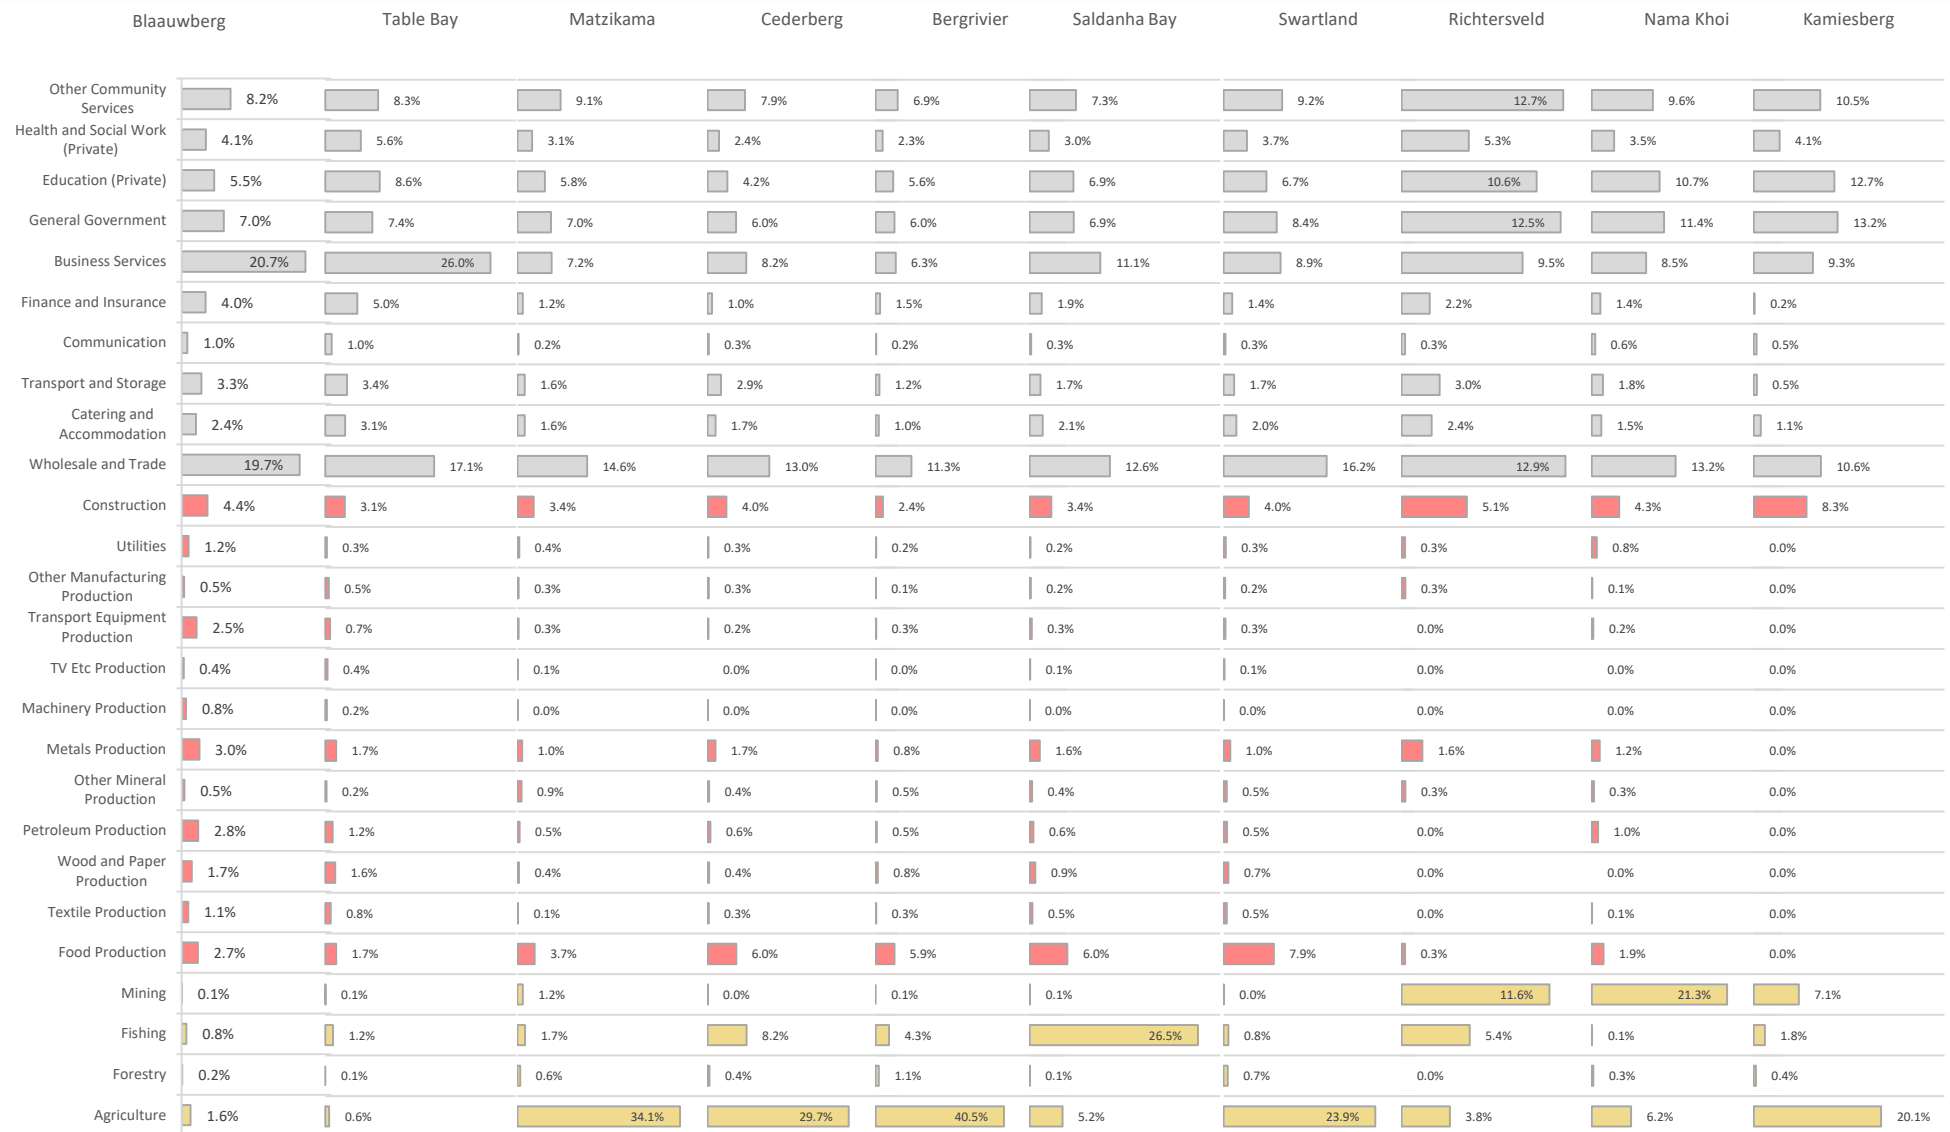 Blaauwberg Table Bay Matzikama Cederberg Bergrivier Saldanha Bay Swartland Richtersveld Nama Khoi Kamiesberg
Other Community
Services 8.2% 8.3% 9.1% 7.9% 6.9% 7.3% 9.2% 12.7% 9.6% 10.5%
Health and Social Work
(Private) 4.1% 5.6% 3.1% 2.4% 2.3% 3.0% 3.7% 5.3% 3.5% 4.1%
Education (Private) 5.5% 8.6% 5.8% 4.2% 5.6% 6.9% 6.7% 10.6% 10.7% 12.7%
General Government 7.0% 7.4% 7.0% 6.0% 6.0% 6.9% 8.4% 12.5% 11.4% 13.2%
Business Services 20.7% 26.0% 7.2% 8.2% 6.3% 11.1% 8.9% 9.5% 8.5% 9.3%
Finance and Insurance 4.0% 5.0% 1.2% 1.0% 1.5% 1.9% 1.4% 2.2% 1.4% 0.2%
Communication 1.0% 1.0% 0.2% 0.3% 0.2% 0.3% 0.3% 0.3% 0.6% 0.5%
Transport and Storage 3.3% 3.4% 1.6% 2.9% 1.2% 1.7% 1.7% 3.0% 1.8% 0.5%
Catering and
Accommodation 2.4% 3.1% 1.6% 1.7% 1.0% 2.1% 2.0% 2.4% 1.5% 1.1%
Wholesale and Trade 19.7% 17.1% 14.6% 13.0% 11.3% 12.6% 16.2% 12.9% 13.2% 10.6%
Construction 4.4% 3.1% 3.4% 4.0% 2.4% 3.4% 4.0% 5.1% 4.3% 8.3%
Utilities 1.2% 0.3% 0.4% 0.3% 0.2% 0.2% 0.3% 0.3% 0.8% 0.0%
Other Manufacturing
Production 0.5% 0.5% 0.3% 0.3% 0.1% 0.2% 0.2% 0.3% 0.1% 0.0%
Transport Equipment
Production 2.5% 0.7% 0.3% 0.2% 0.3% 0.3% 0.3% 0.0% 0.2% 0.0%
TV Etc Production 0.4% 0.4% 0.1% 0.0% 0.0% 0.1% 0.1% 0.0% 0.0% 0.0%
Machinery Production 0.8% 0.2% 0.0% 0.0% 0.0% 0.0% 0.0% 0.0% 0.0% 0.0%
Metals Production 3.0% 1.7% 1.0% 1.7% 0.8% 1.6% 1.0% 1.6% 1.2% 0.0%
Other Mineral
Production 0.5% 0.2% 0.9% 0.4% 0.5% 0.4% 0.5% 0.3% 0.3% 0.0%
Petroleum Production 2.8% 1.2% 0.5% 0.6% 0.5% 0.6% 0.5% 0.0% 1.0% 0.0%
Wood and Paper
Production 1.7% 1.6% 0.4% 0.4% 0.8% 0.9% 0.7% 0.0% 0.0% 0.0%
Textile Production 1.1% 0.8% 0.1% 0.3% 0.3% 0.5% 0.5% 0.0% 0.1% 0.0%
Food Production 2.7% 1.7% 3.7% 6.0% 5.9% 6.0% 7.9% 0.3% 1.9% 0.0%
Mining 0.1% 0.1% 1.2% 0.0% 0.1% 0.1% 0.0% 11.6% 21.3% 7.1%
Fishing 0.8% 1.2% 1.7% 8.2% 4.3% 26.5% 0.8% 5.4% 0.1% 1.8%
Forestry 0.2% 0.1% 0.6% 0.4% 1.1% 0.1% 0.7% 0.0% 0.3% 0.4%
Agriculture 1.6% 0.6% 34.1% 29.7% 40.5% 5.2% 23.9% 3.8% 6.2% 20.1%